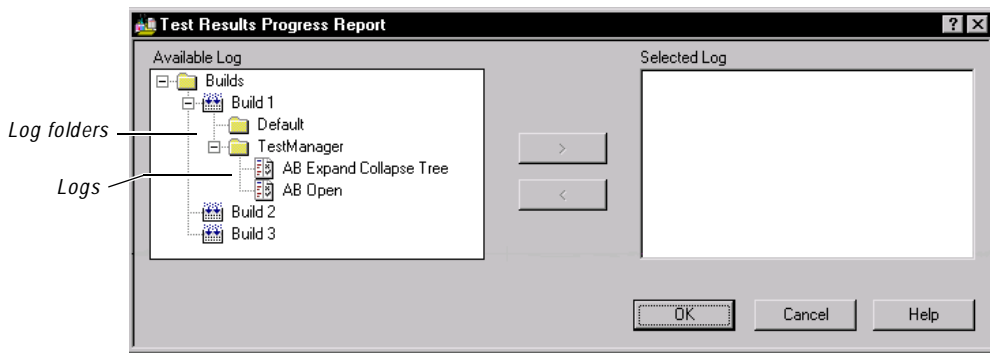 Test Results Progress Report
Available Log
Selected Log
Builds
Build 1
Default
Log folders
TestManager
>
AB Expand Collapse Tree
Logs
AB Open
<
Build 2
Build 3
OK
Cancel
Help